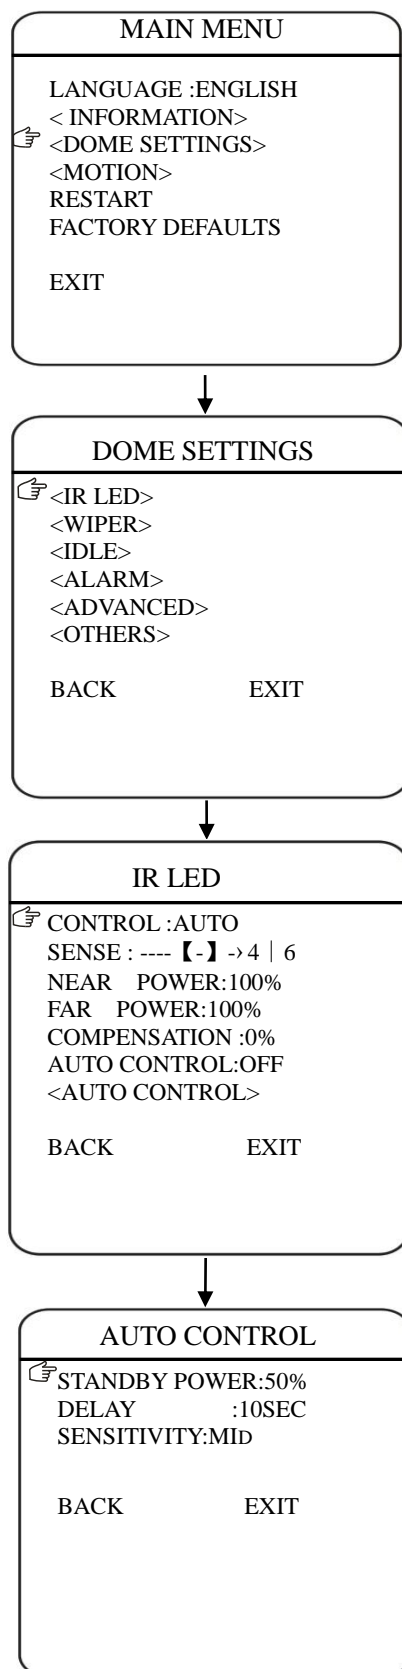 MAIN MENU
LANGUAGE :ENGLISH
< INFORMATION>
<DOME SETTINGS>
<MOTION>
RESTART
FACTORY DEFAULTS
EXIT
DOME SETTINGS
<IR LED>
<WIPER>
<IDLE>
<ALARM>
<ADVANCED>
<OTHERS>
BACK EXIT
IR LED
CONTROL :AUTO
SENSE : ----【-】-› 4｜6
NEAR POWER:100%
FAR POWER:100%
COMPENSATION :0%
AUTO CONTROL:OFF
<AUTO CONTROL>
BACK EXIT
AUTO CONTROL
STANDBY POWER:50%
DELAY :10SEC
SENSITIVITY:MID
BACK EXIT